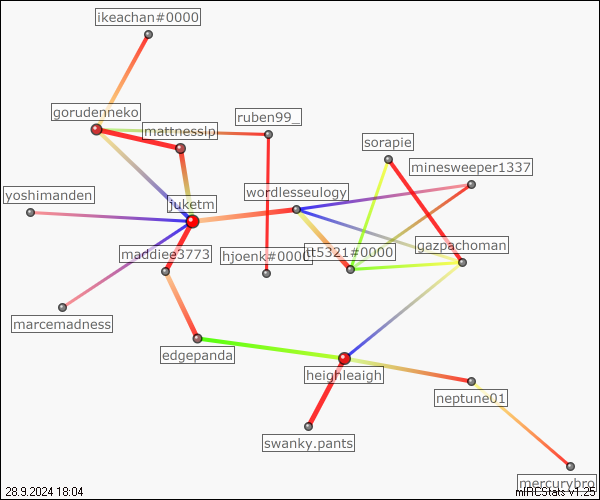 ikeachan#0000
gorudenneko
mattnesslp
ruben99_
sorapie
minesweeper1337
yoshimanden
juketm
wordlesseulogy
maddiee3773
hjoenk#0000
tt5321#0000
gazpachoman
marcemadness
edgepanda
heighleaigh
neptune01
swanky.pants
mercurybro
28.9.2024 18:04
mIRCStats v1.25